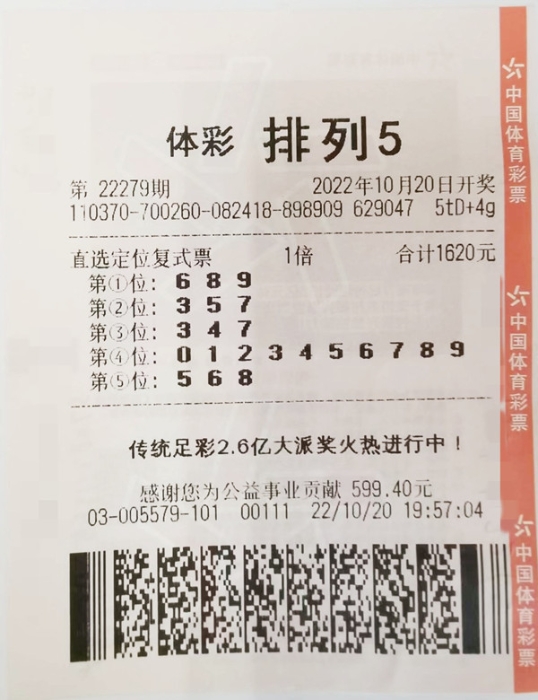 体彩 排列5
第 22279期 2022年10月20日开奖
110370-700260-082418-898909 629047 5tD+4g
直选定位复式票 1倍 合计1620元
第①位: 6 8 9
第②位: 3 5 7
第③位: 3 4 7
第④位: 0 1 2 3 4 5 6 7 8 9
第⑤位: 5 6 8
传统足彩2.6亿大派奖火热进行中!
感谢您为公益事业贡献 599.40元
03-005579-101 00111 22/10/20 19:57:04
中国体育彩票
中国体育彩票
中国体育彩票